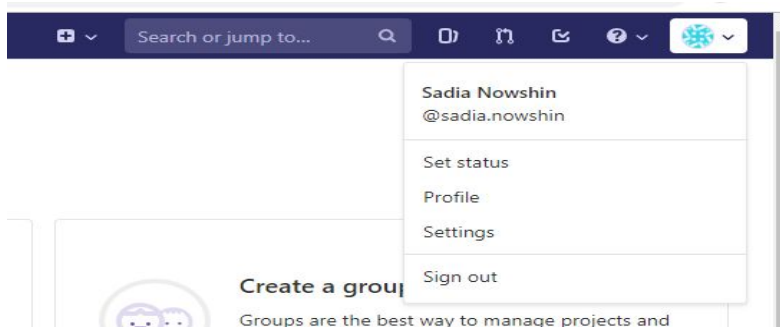 Search or jump to...
Sadia Nowshin
@sadia.nowshin
Set status
Profile
Settings
Sign out
Create a grou
Groups are the best way to manage projects and